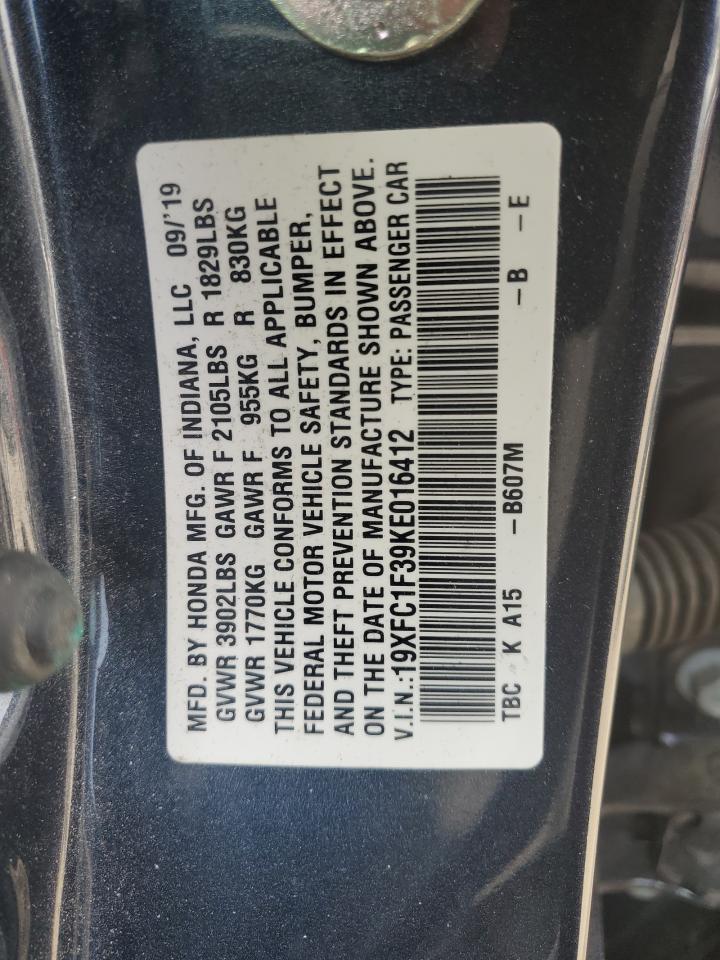 MFD. BY HONDA MFG. OF INDIANA, LLC 09/'19
GVWR 3902LBS GAWR F 2105LBS R 1829LBS
GVWR 1770KG GAWR F 955KG R 830KG
THIS VEHICLE CONFORMS TO ALL APPLICABLE
FEDERAL MOTOR VEHICLE SAFETY, BUMPER,
AND THEFT PREVENTION STANDARDS IN EFFECT
ON THE DATE OF MANUFACTURE SHOWN ABOVE.
V.I.N.:19XFC1F39KE016412 TYPE: PASSENGER CAR
TBC K A15 -B607M -B -E